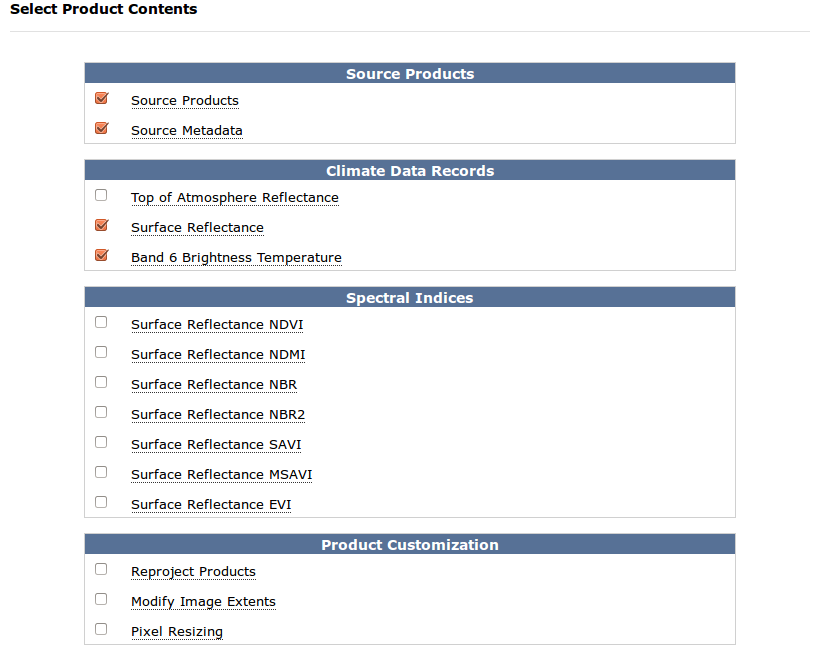 Select Product Contents
Source Products
Source Products
Source Metadata
Climate Data Records
Top of Atmosphere Reflectance
Surface Reflectance
Band 6 Brightness Temperature
Spectral Indices
Surface Reflectance NDVI
Surface Reflectance NDMI
Surface Reflectance NBR
Surface Reflectance NBR2
Surface Reflectance SAVI
Surface Reflectance MSAVI
Surface Reflectance EVI
Product Customization
Reproject Products
Modify Image Extents
Pixel Resizing